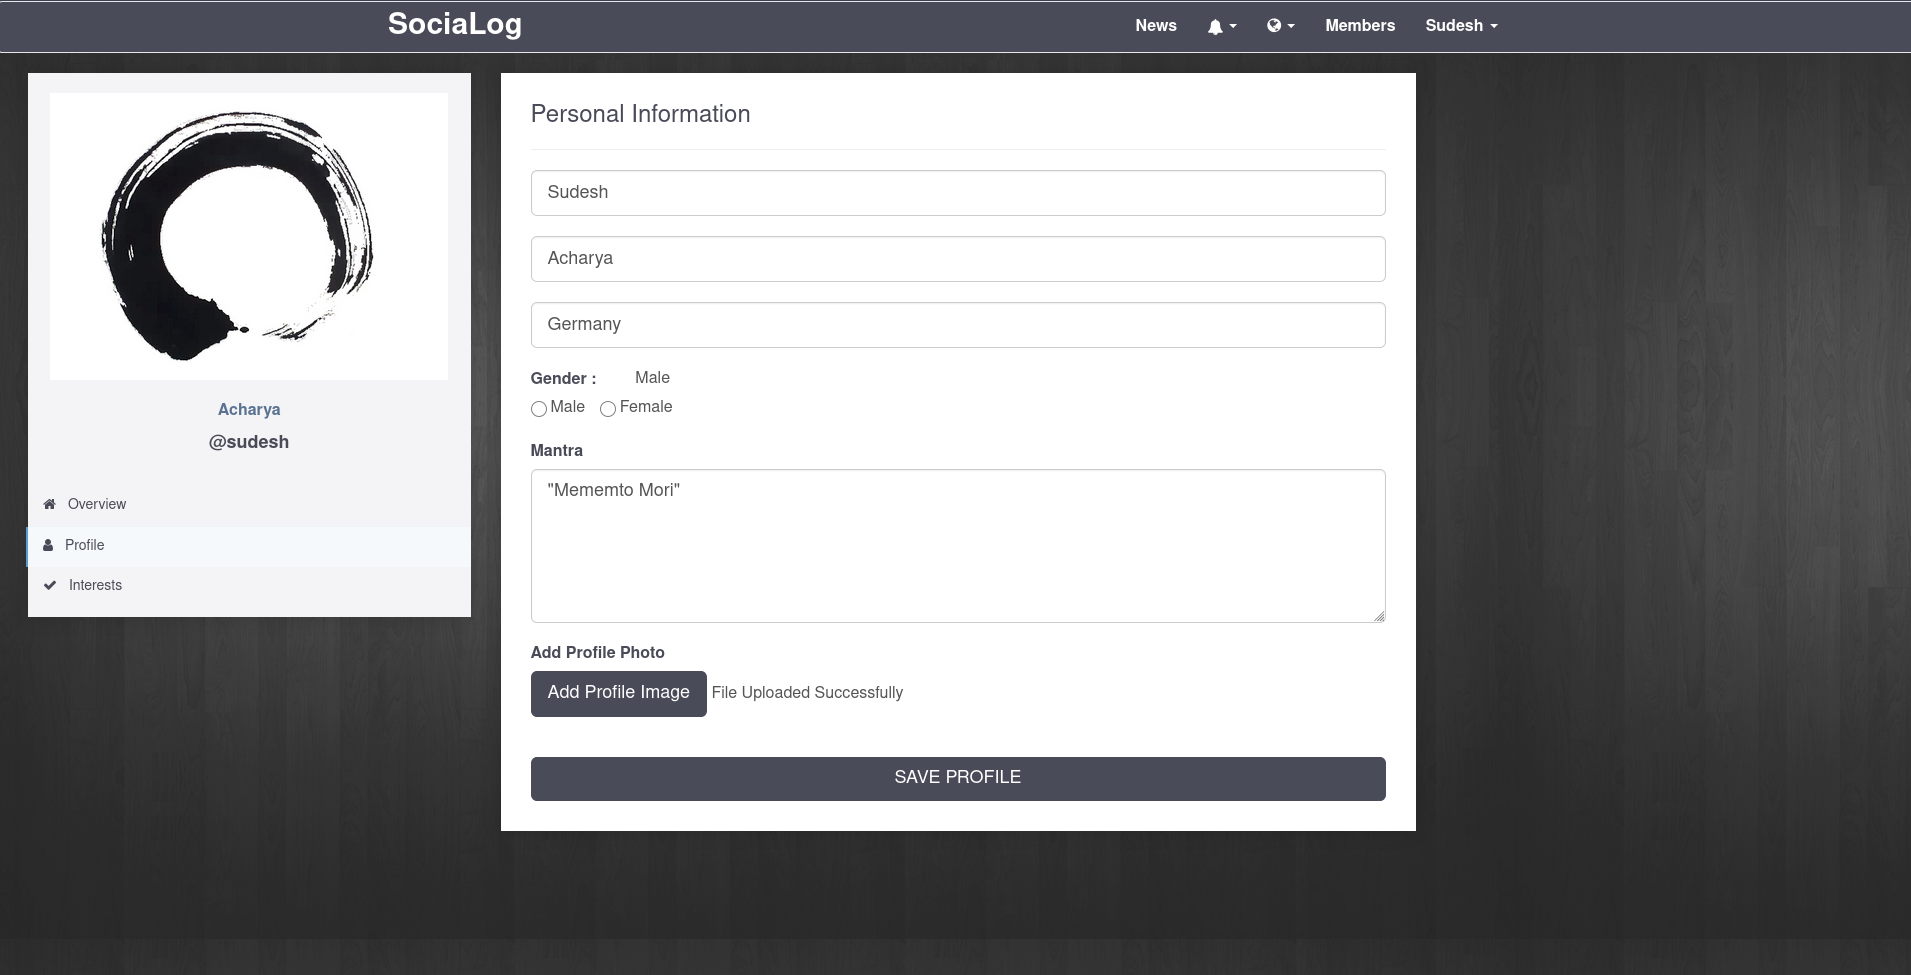 SociaLog
News
Members
Sudesh
Acharya
@sudesh
Overview
Profile
Interests
Personal Information
Sudesh
Acharya
Germany
Gender : Male
Male Female
Mantra
"Mememto Mori"
Add Profile Photo
Add Profile Image File Uploaded Successfully
SAVE PROFILE